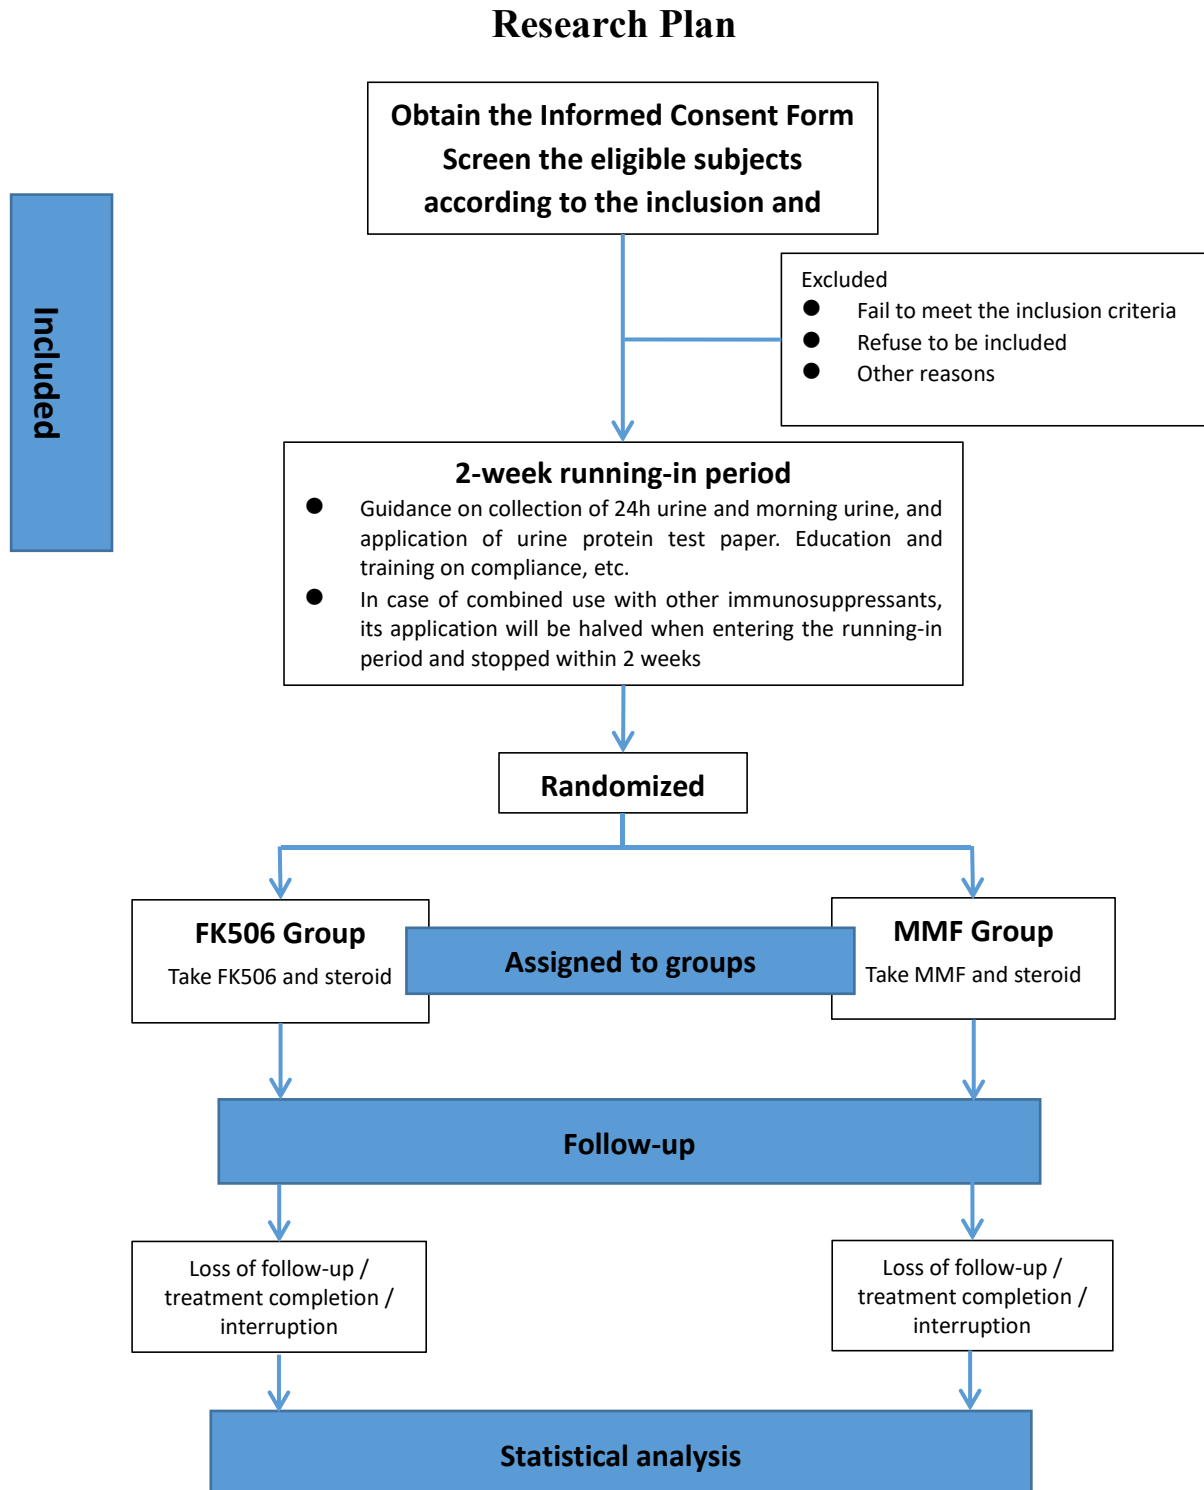 Research Plan
Obtain the Informed Consent Form
Screen the eligible subjects
according to the inclusion and
Included
Excluded
● Fail to meet the inclusion criteria
● Refuse to be included
● Other reasons
2-week running-in period
● Guidance on collection of 24h urine and morning urine, and
application of urine protein test paper. Education and
training on compliance, etc.
● In case of combined use with other immunosuppressants,
its application will be halved when entering the running-in
period and stopped within 2 weeks
Randomized
FK506 Group
Take FK506 and steroid
Assigned to groups
MMF Group
Take MMF and steroid
Follow-up
Loss of follow-up /
treatment completion /
interruption
Loss of follow-up /
treatment completion /
interruption
Statistical analysis